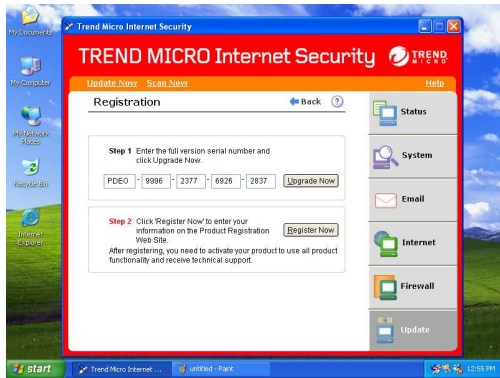 My Documents
My Computer
My Network
Places
Recycle Bin
Internet
Explorer
Trend Micro Internet Security
TREND MICRO Internet Security
TREND
MICRO
Update Now Scan Now Help
Registration
Back ?
Step 1 Enter the full version serial number and
click Upgrade Now.
PDEO - 9996 - 2377 - 6926 - 2837 Upgrade Now
Step 2 Click 'Register Now' to enter your
information on the Product Registration
Web Site.
Register Now
After registering, you need to activate your product to use all product
functionality and receive technical support.
Status
System
Email
Internet
Firewall
Update
start Trend Micro Internet ... untitled - Paint 12:55 PM